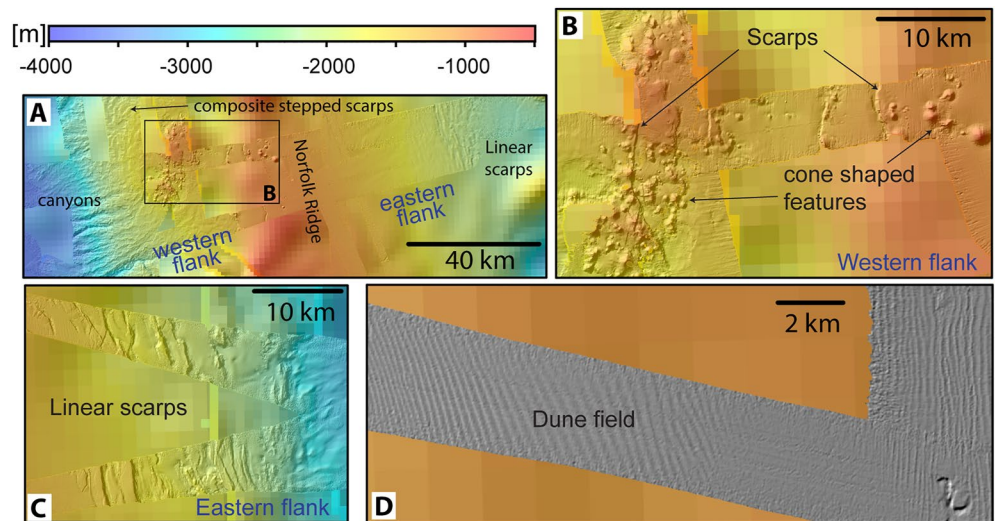 [m]
-4000 -3000 -2000 -1000
A
composite stepped scarps
canyons
B
Norfolk Ridge
Linear
scarps
western
flank
eastern
flank
40 km
B
10 km
Scarps
cone shaped
features
Western flank
10 km
Linear scarps
C
Eastern flank
2 km
Dune field
D